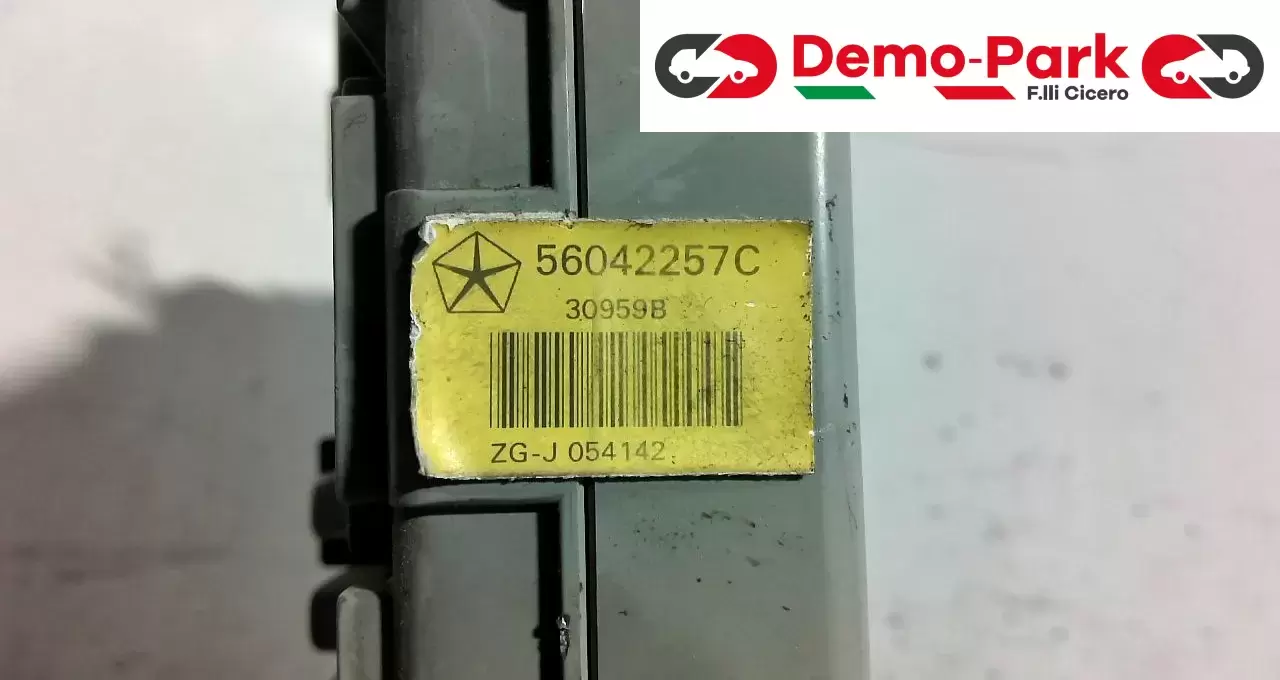 Demo-Park
F.lli Cicero
56042257C
30959B
ZG-J 054142